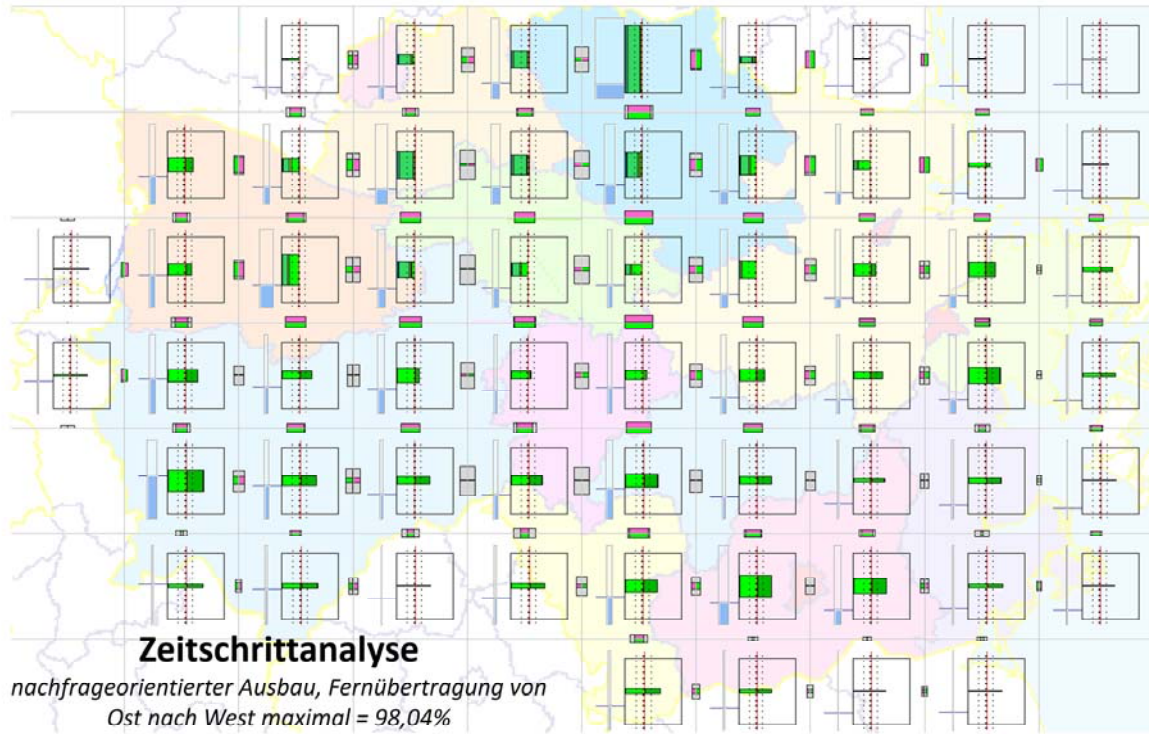 Zeitschrittanalyse
nachfrageorientierter Ausbau, Fernübertragung von
Ost nach West maximal = 98,04%